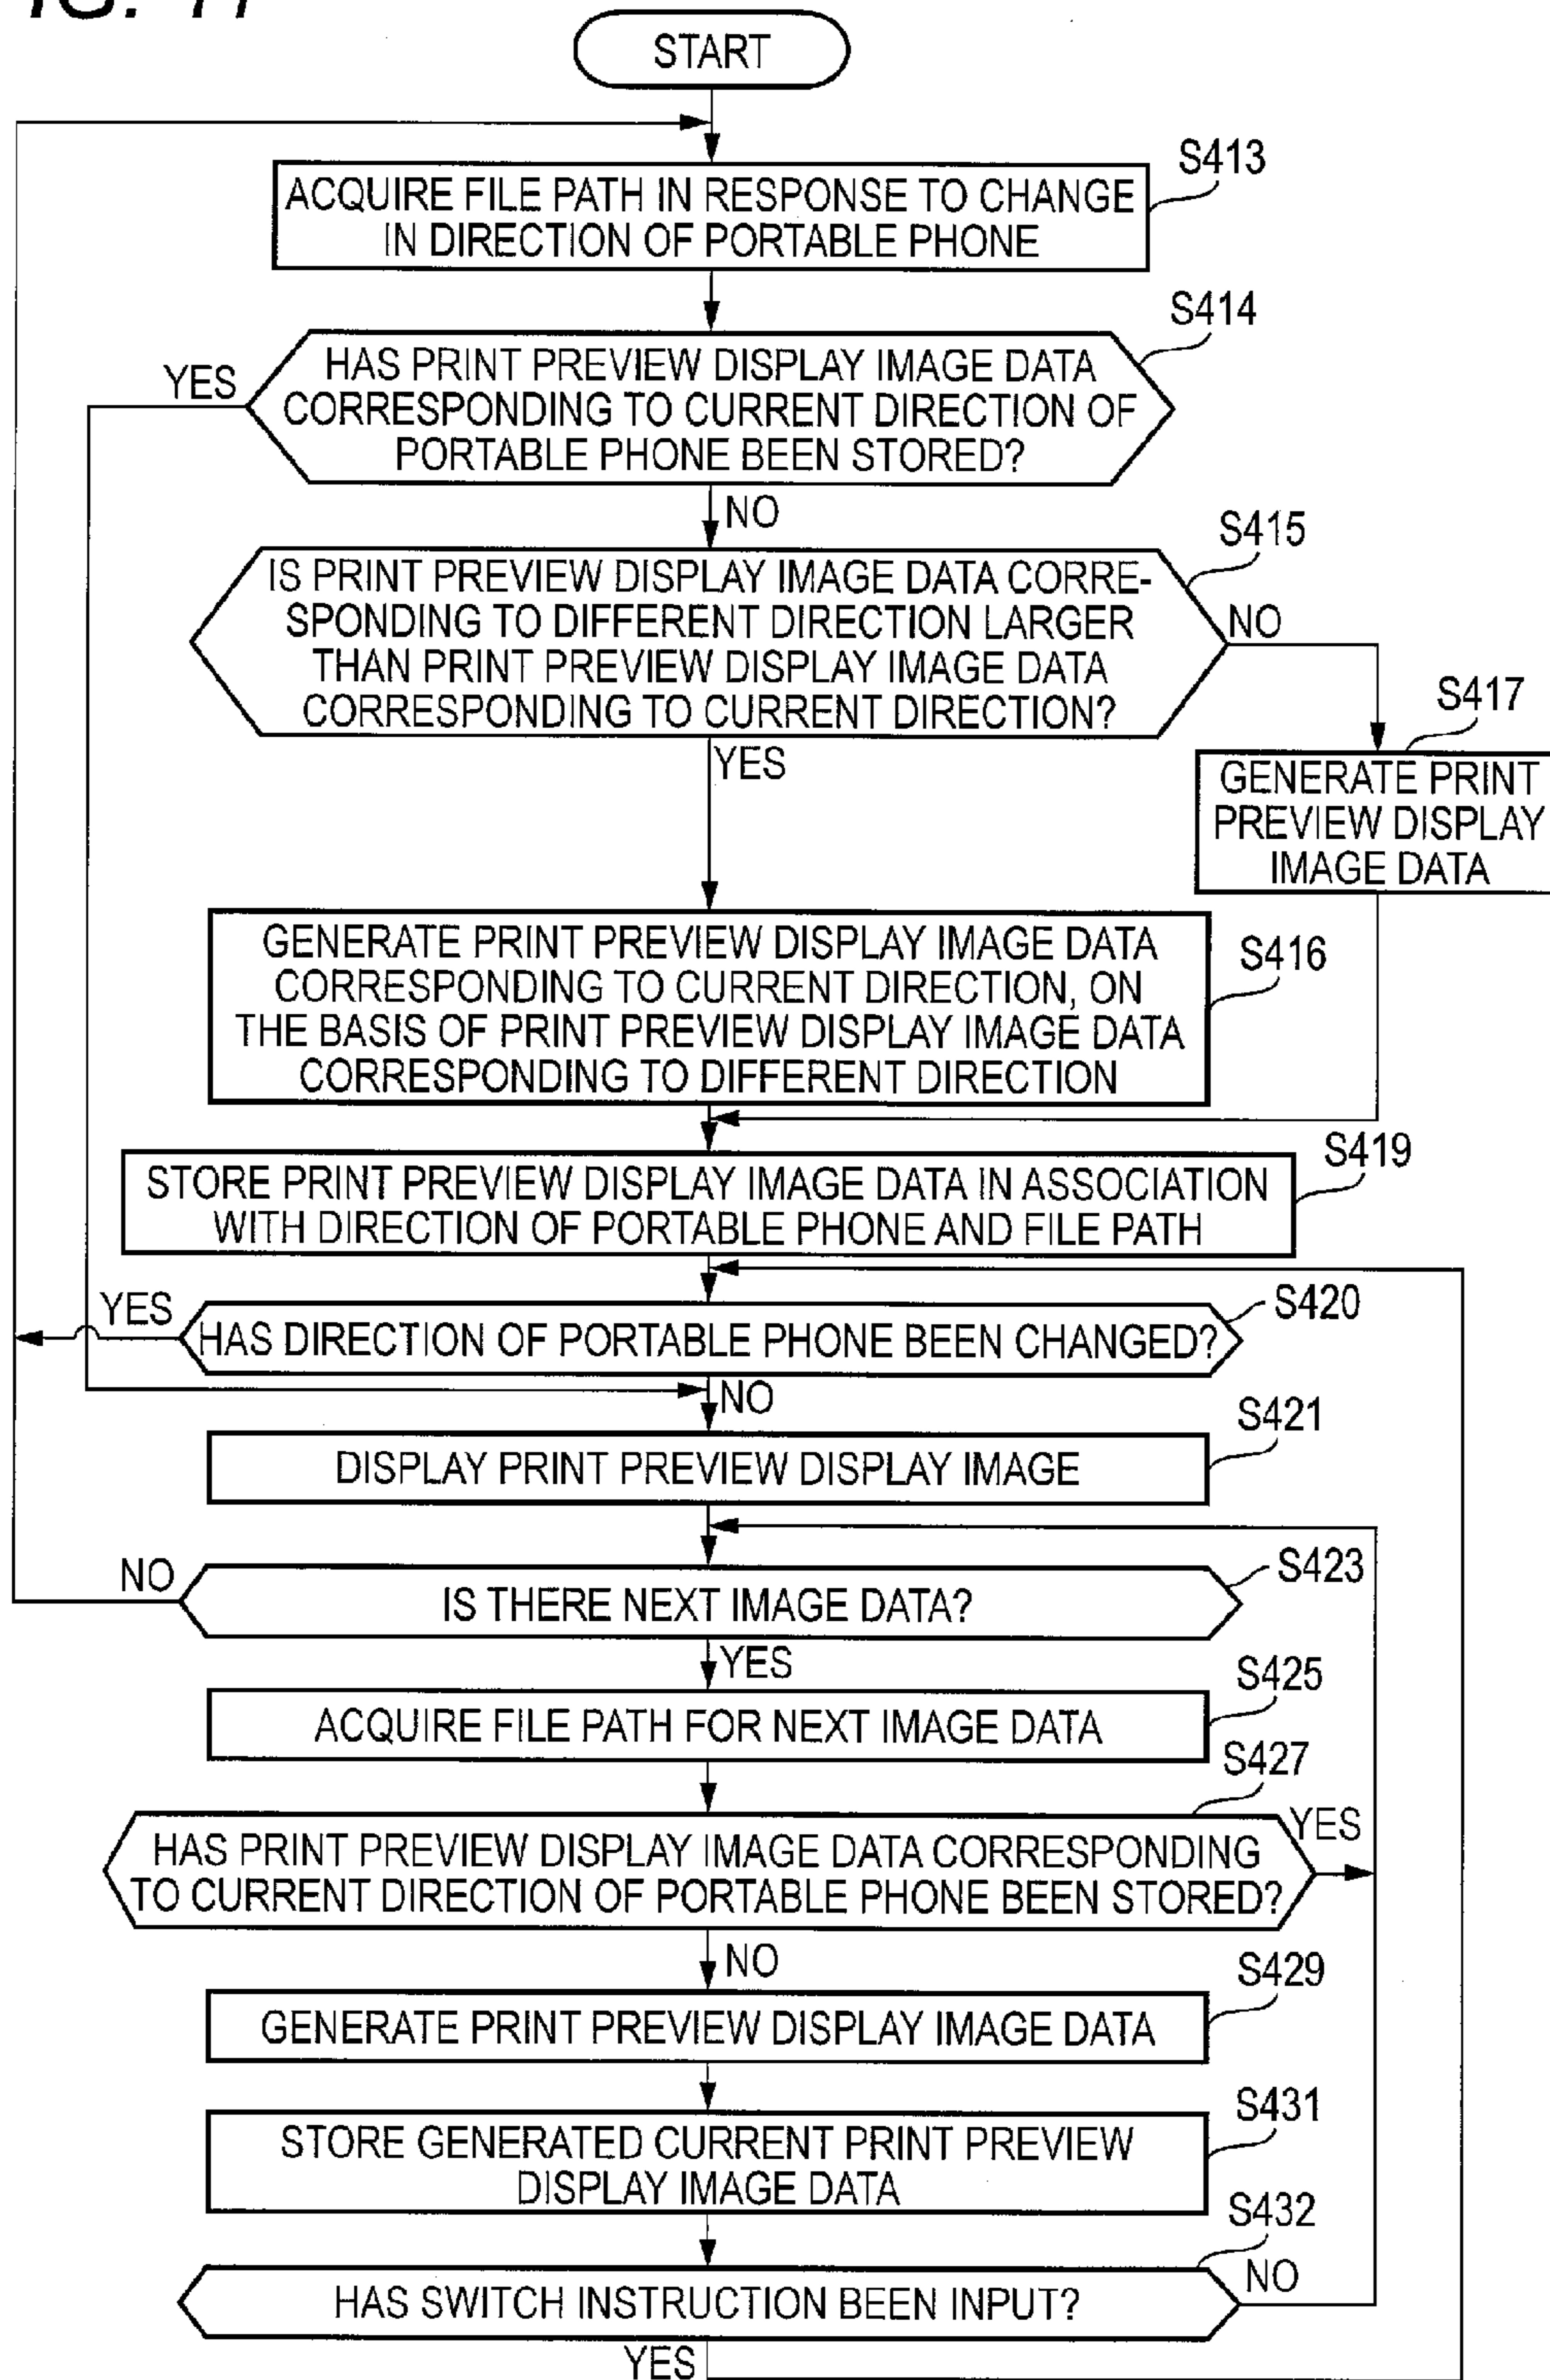 START
S413
ACQUIRE FILE PATH IN RESPONSE TO CHANGE
IN DIRECTION OF PORTABLE PHONE
S414
YES
HAS PRINT PREVIEW DISPLAY IMAGE DATA
CORRESPONDING TO CURRENT DIRECTION OF
PORTABLE PHONE BEEN STORED?
NO
S415
IS PRINT PREVIEW DISPLAY IMAGE DATA CORRE-
SPONDING TO DIFFERENT DIRECTION LARGER
THAN PRINT PREVIEW DISPLAY IMAGE DATA
CORRESPONDING TO CURRENT DIRECTION?
NO
YES
S417
GENERATE PRINT
PREVIEW DISPLAY
IMAGE DATA
S416
GENERATE PRINT PREVIEW DISPLAY IMAGE DATA
CORRESPONDING TO CURRENT DIRECTION, ON
THE BASIS OF PRINT PREVIEW DISPLAY IMAGE DATA
CORRESPONDING TO DIFFERENT DIRECTION
S419
STORE PRINT PREVIEW DISPLAY IMAGE DATA IN ASSOCIATION
WITH DIRECTION OF PORTABLE PHONE AND FILE PATH
S420
YES
HAS DIRECTION OF PORTABLE PHONE BEEN CHANGED?
NO
S421
DISPLAY PRINT PREVIEW DISPLAY IMAGE
S423
NO
IS THERE NEXT IMAGE DATA?
YES
S425
ACQUIRE FILE PATH FOR NEXT IMAGE DATA
S427
YES
HAS PRINT PREVIEW DISPLAY IMAGE DATA CORRESPONDING
TO CURRENT DIRECTION OF PORTABLE PHONE BEEN STORED?
NO
S429
GENERATE PRINT PREVIEW DISPLAY IMAGE DATA
S431
STORE GENERATED CURRENT PRINT PREVIEW
DISPLAY IMAGE DATA
S432
HAS SWITCH INSTRUCTION BEEN INPUT?
NO
YES